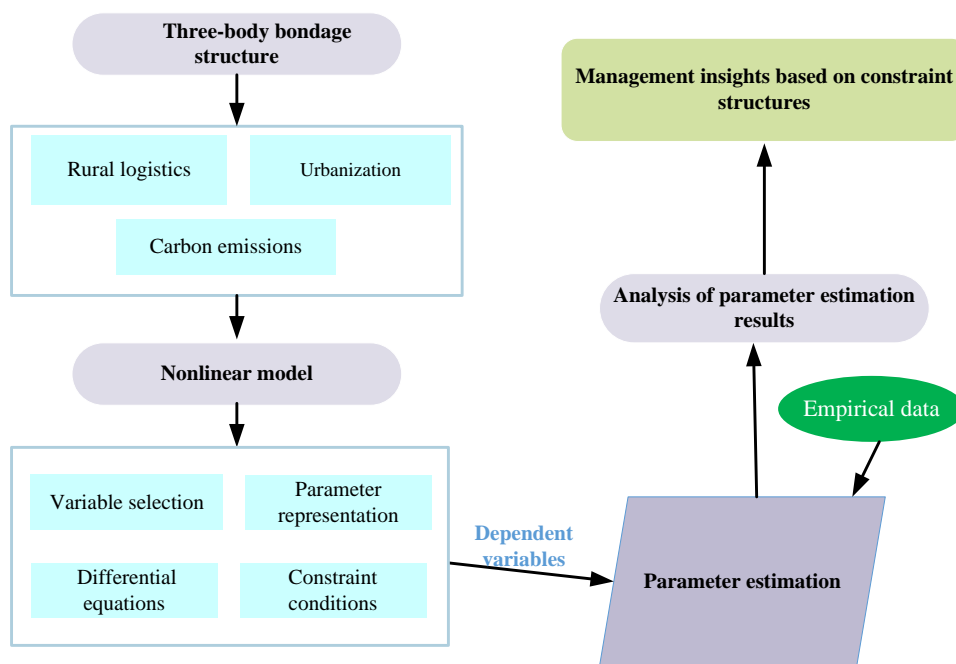 Three-body bondage
structure
Rural logistics
Urbanization
Carbon emissions
Nonlinear model
Variable selection
Parameter
representation
Differential
equations
Constraint
conditions
Dependent
variables
Management insights based on constraint
structures
Analysis of parameter estimation
results
Empirical data
Parameter estimation